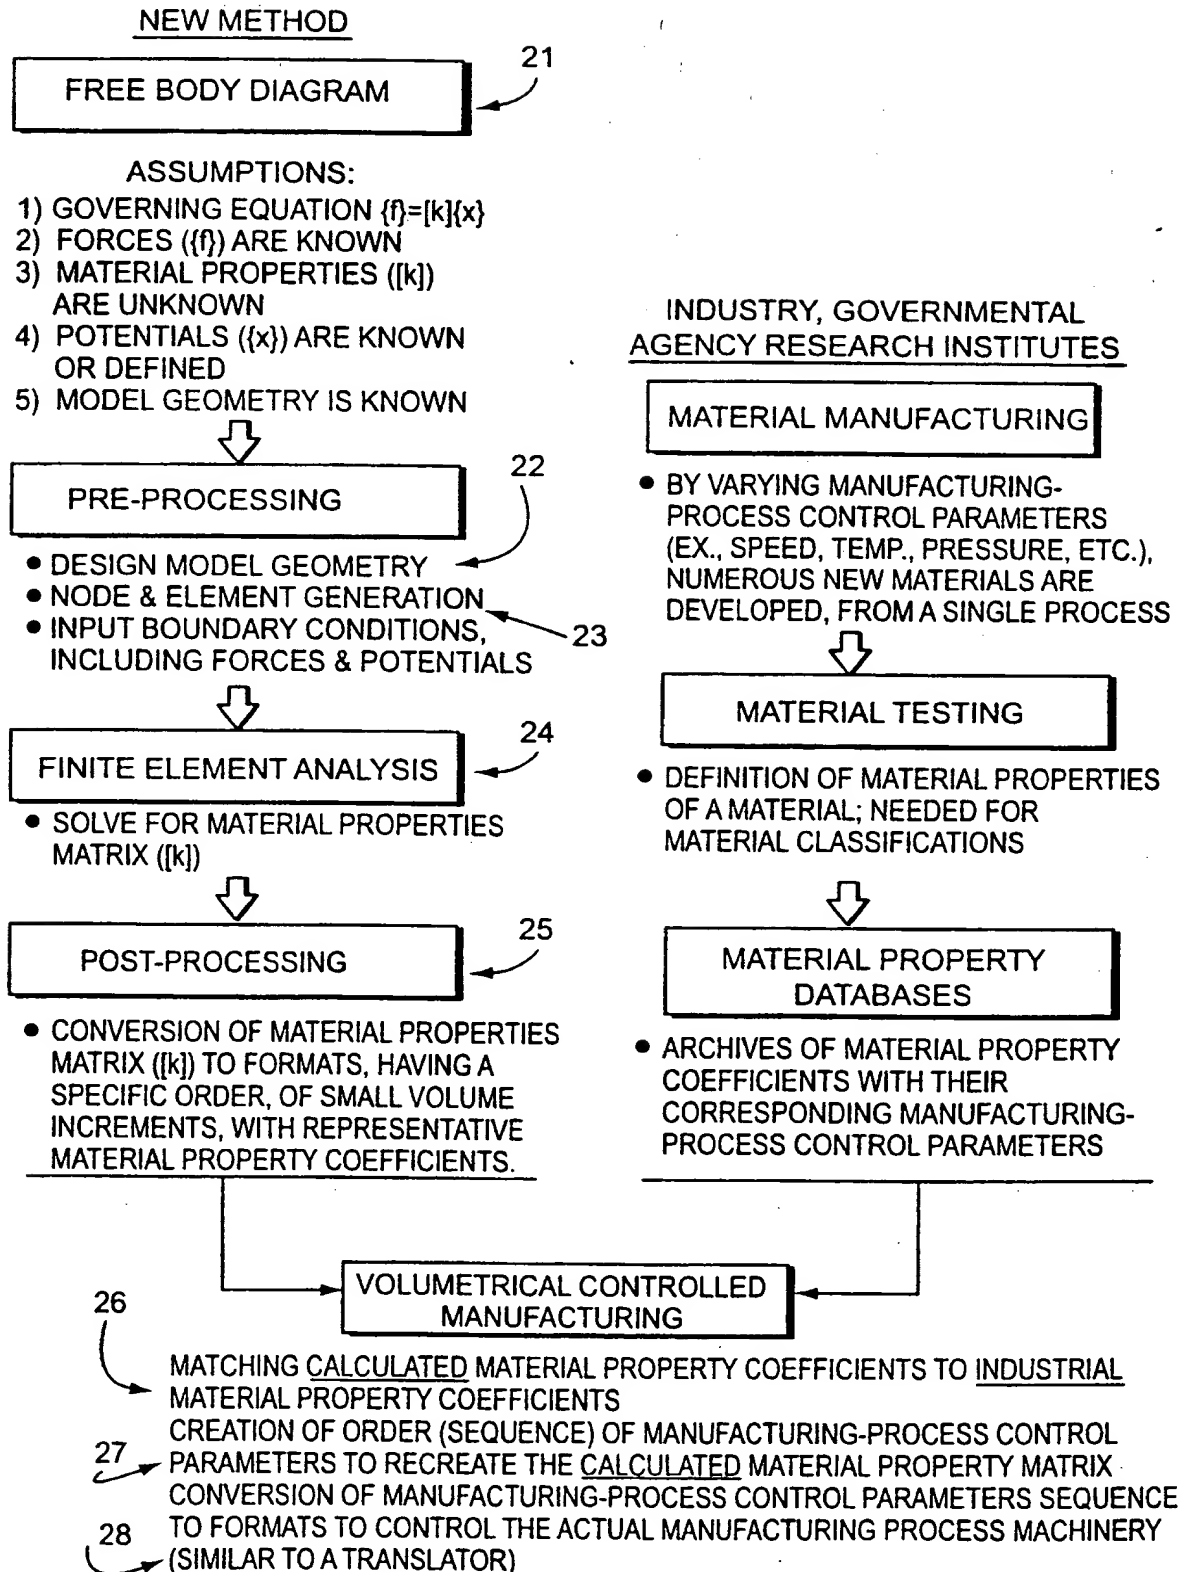 NEW METHOD
21
FREE BODY DIAGRAM
ASSUMPTIONS:
1) GOVERNING EQUATION {f}=[k]{x}
2) FORCES ({f}) ARE KNOWN
3) MATERIAL PROPERTIES ([k])
ARE UNKNOWN
4) POTENTIALS ({x}) ARE KNOWN
OR DEFINED
5) MODEL GEOMETRY IS KNOWN
22
PRE-PROCESSING
• DESIGN MODEL GEOMETRY
• NODE & ELEMENT GENERATION
• INPUT BOUNDARY CONDITIONS,
INCLUDING FORCES & POTENTIALS
23
24
FINITE ELEMENT ANALYSIS
• SOLVE FOR MATERIAL PROPERTIES
MATRIX ([k])
25
POST-PROCESSING
• CONVERSION OF MATERIAL PROPERTIES
MATRIX ([k]) TO FORMATS, HAVING A
SPECIFIC ORDER, OF SMALL VOLUME
INCREMENTS, WITH REPRESENTATIVE
MATERIAL PROPERTY COEFFICIENTS.
INDUSTRY, GOVERNMENTAL
AGENCY RESEARCH INSTITUTES
MATERIAL MANUFACTURING
• BY VARYING MANUFACTURING-
PROCESS CONTROL PARAMETERS
(EX., SPEED, TEMP., PRESSURE, ETC.),
NUMEROUS NEW MATERIALS ARE
DEVELOPED, FROM A SINGLE PROCESS
MATERIAL TESTING
• DEFINITION OF MATERIAL PROPERTIES
OF A MATERIAL; NEEDED FOR
MATERIAL CLASSIFICATIONS
MATERIAL PROPERTY
DATABASES
• ARCHIVES OF MATERIAL PROPERTY
COEFFICIENTS WITH THEIR
CORRESPONDING MANUFACTURING-
PROCESS CONTROL PARAMETERS
VOLUMETRICAL CONTROLLED
MANUFACTURING
26
MATCHING CALCULATED MATERIAL PROPERTY COEFFICIENTS TO INDUSTRIAL
MATERIAL PROPERTY COEFFICIENTS
CREATION OF ORDER (SEQUENCE) OF MANUFACTURING-PROCESS CONTROL
27
PARAMETERS TO RECREATE THE CALCULATED MATERIAL PROPERTY MATRIX
CONVERSION OF MANUFACTURING-PROCESS CONTROL PARAMETERS SEQUENCE
28
TO FORMATS TO CONTROL THE ACTUAL MANUFACTURING PROCESS MACHINERY
(SIMILAR TO A TRANSLATOR)